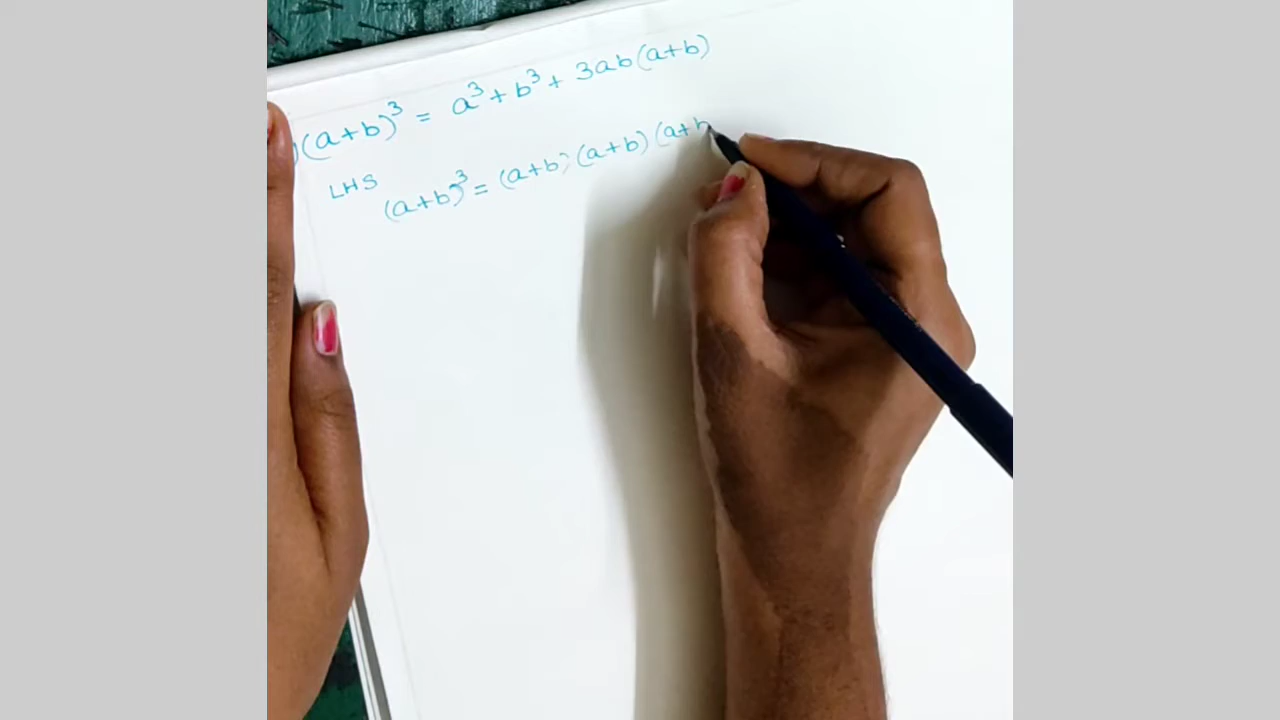 )(a+b)³ = a³+b³+ 3ab(a+b)
LHS
(a+b)³ = (a+b)(a+b)(a+b